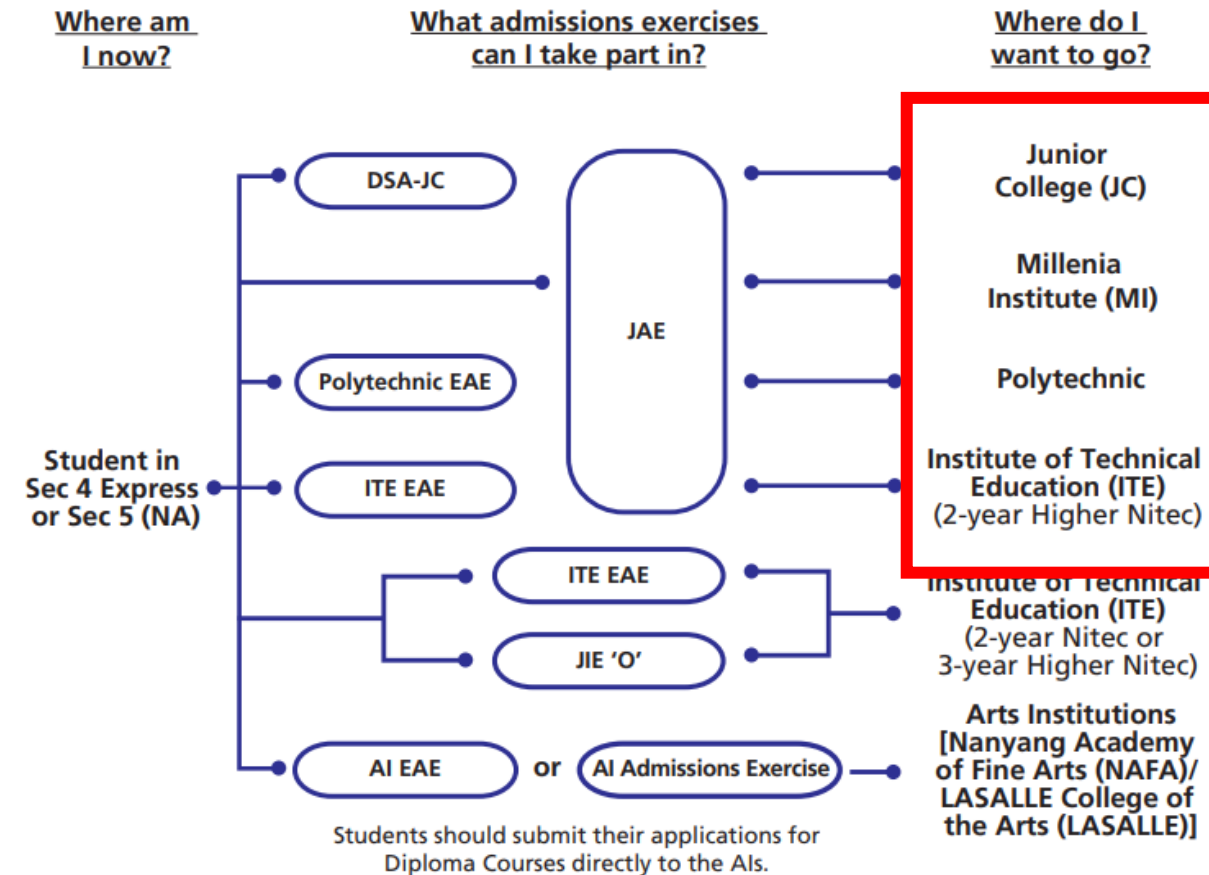 Where am
I now?
What admissions exercises
can I take part in?
Where do I
want to go?
Student in
Sec 4 Express
or Sec 5 (NA)
DSA-JC
JAE
Polytechnic EAE
ITE EAE
ITE EAE
JIE ‘O’
AI EAE
or
AI Admissions Exercise
Students should submit their applications for
Diploma Courses directly to the AIs.
Junior
College (JC)
Millenia
Institute (MI)
Polytechnic
Institute of Technical
Education (ITE)
(2-year Higher Nitec)
Institute of Technical
Education (ITE)
(2-year Nitec or
3-year Higher Nitec)
Arts Institutions
[Nanyang Academy
of Fine Arts (NAFA)/
LASALLE College of
the Arts (LASALLE)]